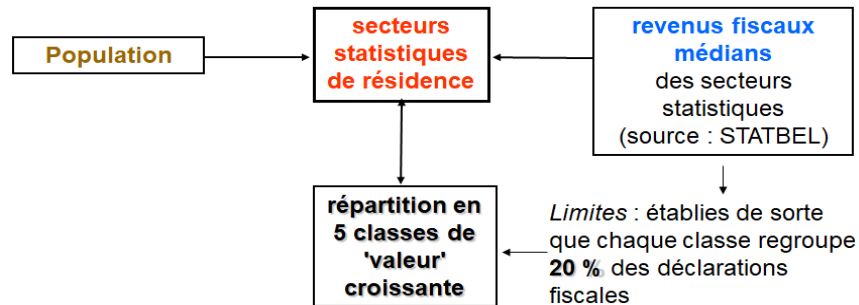 Population
secteurs
statistiques
de résidence
revenus fiscaux
médians
des secteurs
statistiques
(source : STATBEL)
répartition en
5 classes de
'valeur'
croissante
Limites : établies de sorte
que chaque classe regroupe
20 % des déclarations
fiscales